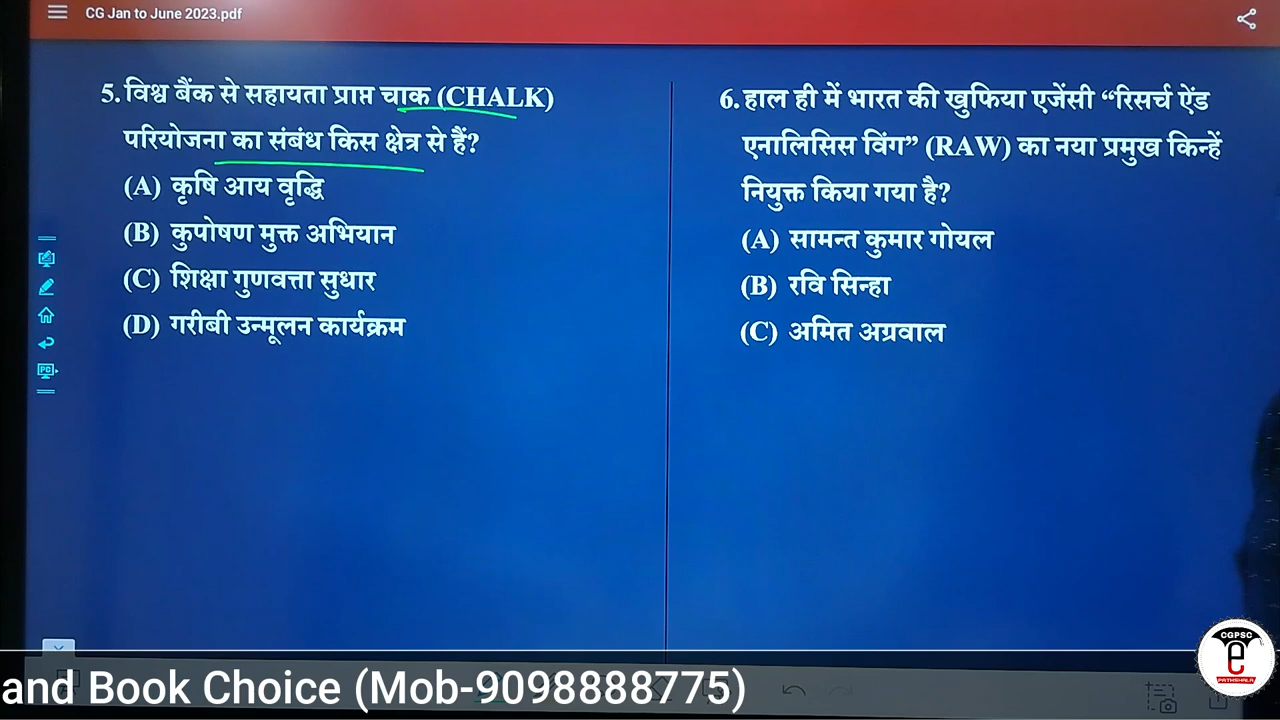 CG Jan to June 2023.pdf
5. विश्व बैंक से सहायता प्राप्त चाक (CHALK)
परियोजना का संबंध किस क्षेत्र से हैं?
(A) कृषि आय वृद्धि
(B) कुपोषण मुक्त अभियान
(C) शिक्षा गुणवत्ता सुधार
(D) गरीबी उन्मूलन कार्यक्रम
6. हाल ही में भारत की खुफिया एजेंसी “रिसर्च ऐंड
एनालिसिस विंग” (RAW) का नया प्रमुख किन्हें
नियुक्त किया गया है?
(A) सामन्त कुमार गोयल
(B) रवि सिन्हा
(C) अमित अग्रवाल
PG
CGPSC
e
PATHSHALA
and Book Choice (Mob-9098888775)